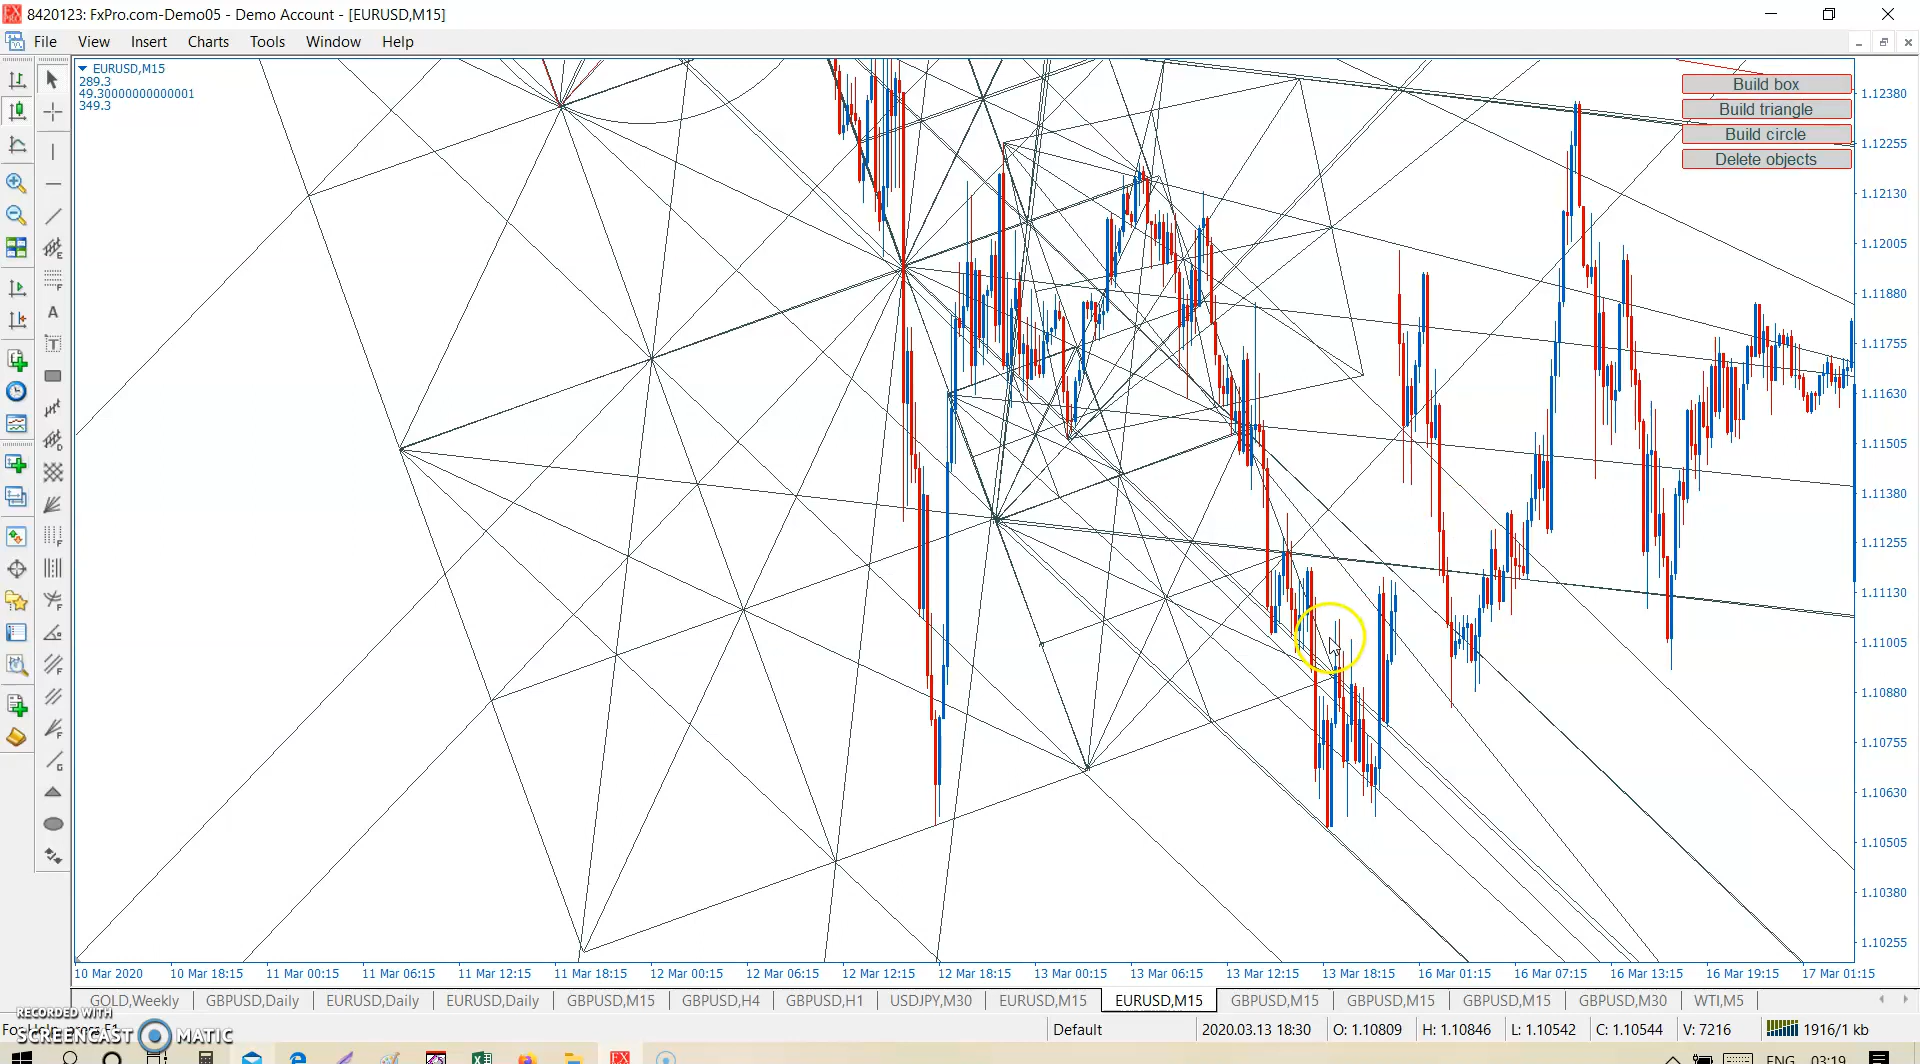 8420123: FxPro.com-Demo05 - Demo Account - [EURUSD,M15]
File View Insert Charts Tools Window Help
EURUSD,M15
289.3
49.30000000000001
349.3
Build box
Build triangle
Build circle
Delete objects
1.12380
1.12255
1.12130
1.12005
1.11880
1.11755
1.11630
1.11505
1.11380
1.11255
1.11130
1.11005
1.10880
1.10755
1.10630
1.10505
1.10380
1.10255
10 Mar 2020 10 Mar 18:15 11 Mar 00:15 11 Mar 06:15 11 Mar 12:15 11 Mar 18:15 12 Mar 00:15 12 Mar 06:15 12 Mar 12:15 12 Mar 18:15 13 Mar 00:15 13 Mar 06:15 13 Mar 12:15 13 Mar 18:15 16 Mar 01:15 16 Mar 07:15 16 Mar 13:15 16 Mar 19:15 17 Mar 01:15
GOLD,Weekly GBPUSD,Daily EURUSD,Daily EURUSD,Daily GBPUSD,M15 GBPUSD,H4 GBPUSD,H1 USDJPY,M30 EURUSD,M15 EURUSD,M15 GBPUSD,M15 GBPUSD,M15 GBPUSD,M15 GBPUSD,M30 WTI,M5
RECORDED WITH
SCREENCAST MATIC
For Help, press F1
Default 2020.03.13 18:30 O: 1.10809 H: 1.10846 L: 1.10542 C: 1.10544 V: 7216 1916/1 kb
ENG 03:19